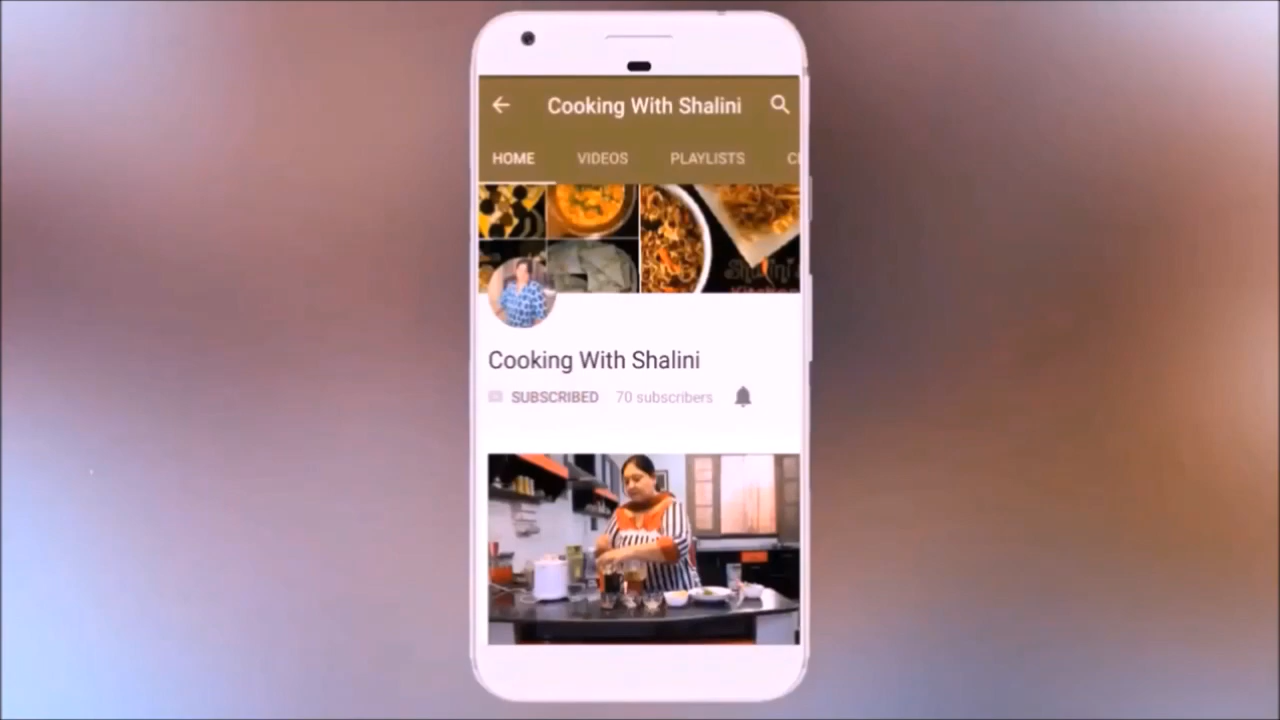 Cooking With Shalini
HOME VIDEOS PLAYLISTS
Cooking With Shalini
SUBSCRIBED 70 subscribers